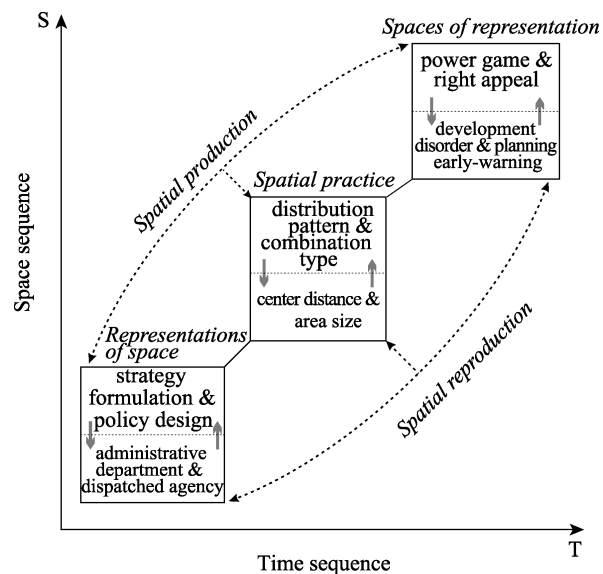 S
Spaces of representation
power game &
right appeal
development
disorder & planning
early-warning
Spatial production
Spatial practice
distribution
pattern &
combination
type
center distance &
area size
Space sequence
Representations
of space
strategy
formulation &
policy design
administrative
department &
dispatched agency
Spatial reproduction
T
Time sequence